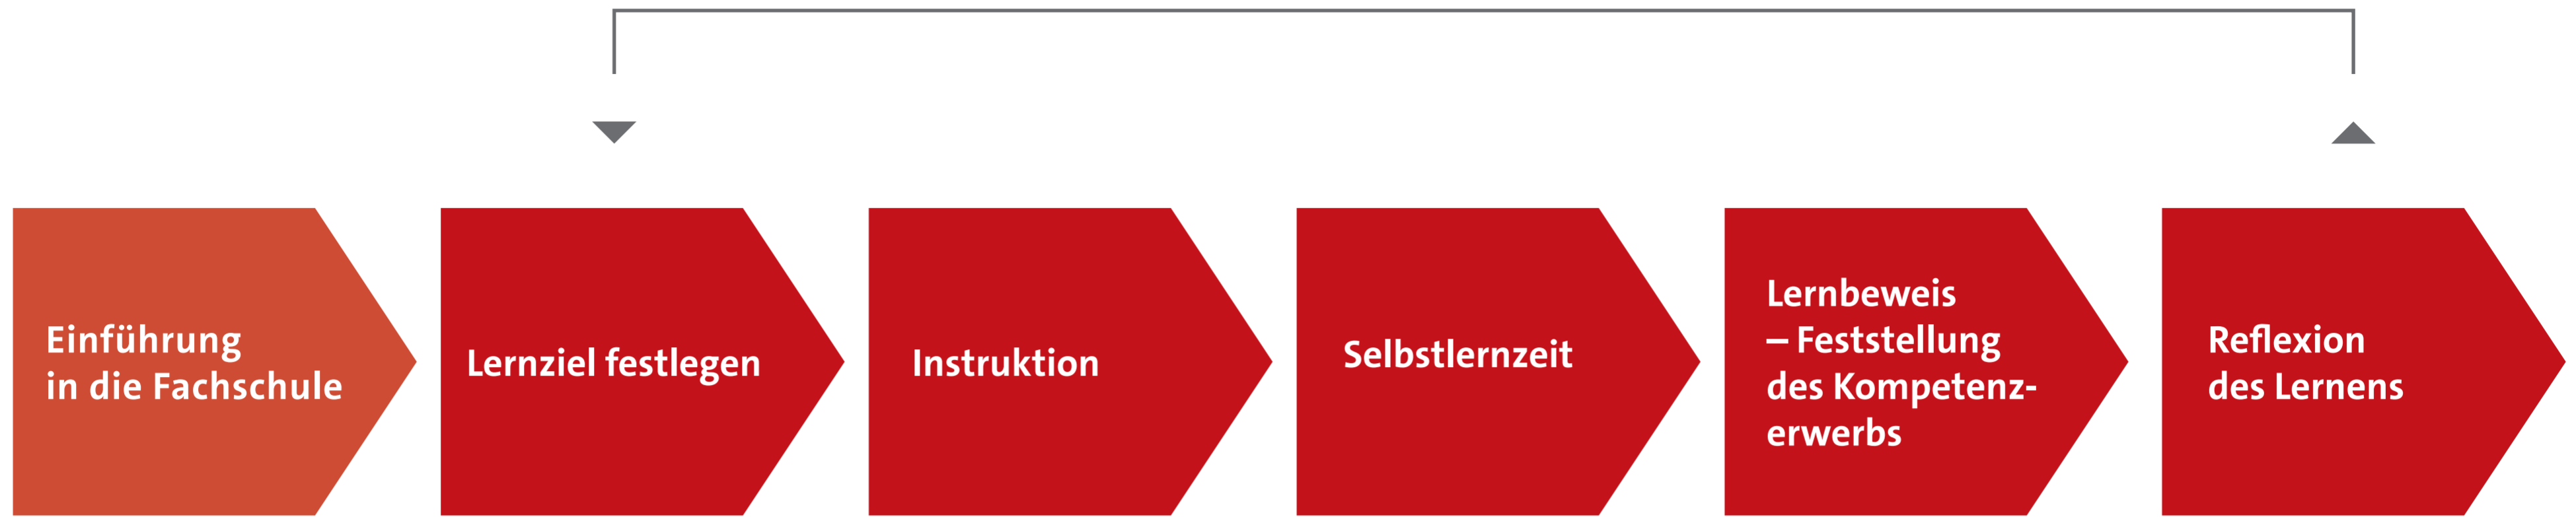 Einführung
in die Fachschule
Lernziel festlegen
Instruktion
Selbstlernzeit
Lernbeweis
– Feststellung
des Kompetenz-
erwerbs
Reflexion
des Lernens